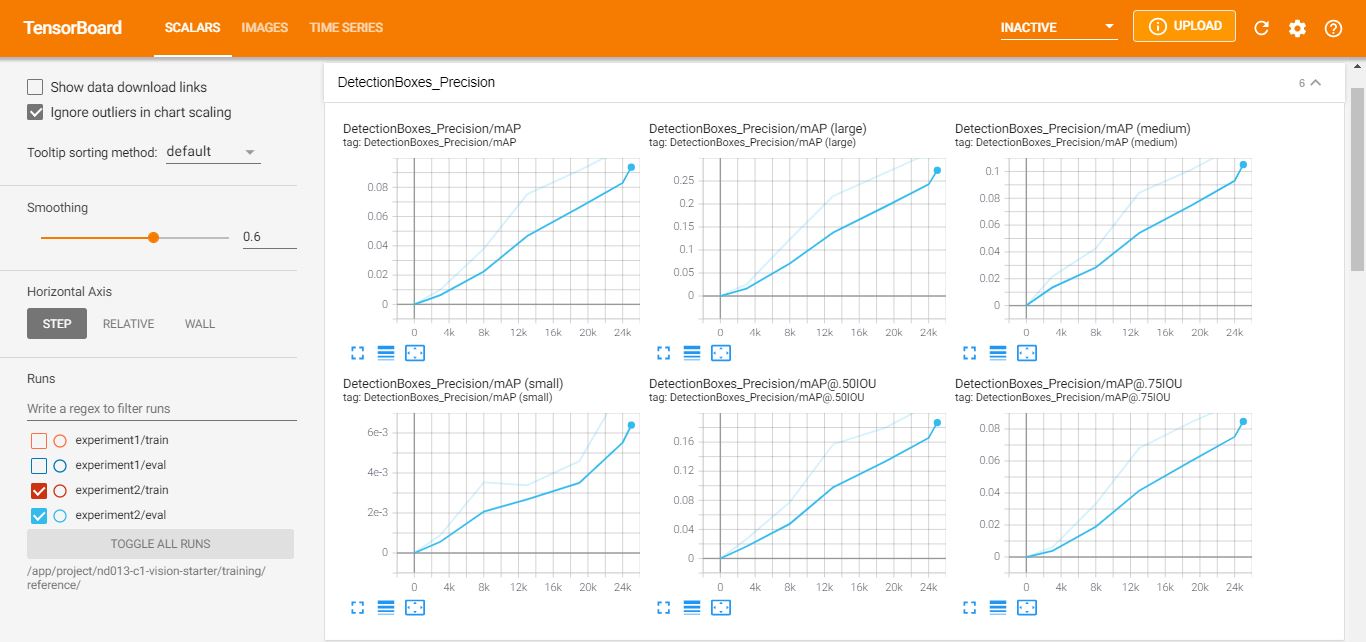 TensorBoard SCALARS IMAGES TIME SERIES INACTIVE UPLOAD
Show data download links
Ignore outliers in chart scaling
Tooltip sorting method: default
Smoothing
0.6
Horizontal Axis
STEP RELATIVE WALL
Runs
Write a regex to filter runs
experiment1/train
experiment1/eval
experiment2/train
experiment2/eval
TOGGLE ALL RUNS
/app/project/nd013-c1-vision-starter/training/
reference/
DetectionBoxes_Precision 6
DetectionBoxes_Precision/mAP
tag: DetectionBoxes_Precision/mAP
0.08
0.06
0.04
0.02
0
0 4k 8k 12k 16k 20k 24k
DetectionBoxes_Precision/mAP (large)
tag: DetectionBoxes_Precision/mAP (large)
0.25
0.2
0.15
0.1
0.05
0
0 4k 8k 12k 16k 20k 24k
DetectionBoxes_Precision/mAP (medium)
tag: DetectionBoxes_Precision/mAP (medium)
0.1
0.08
0.06
0.04
0.02
0
0 4k 8k 12k 16k 20k 24k
DetectionBoxes_Precision/mAP (small)
tag: DetectionBoxes_Precision/mAP (small)
6e-3
4e-3
2e-3
0
0 4k 8k 12k 16k 20k 24k
DetectionBoxes_Precision/mAP@.50IOU
tag: DetectionBoxes_Precision/mAP@.50IOU
0.16
0.12
0.08
0.04
0
0 4k 8k 12k 16k 20k 24k
DetectionBoxes_Precision/mAP@.75IOU
tag: DetectionBoxes_Precision/mAP@.75IOU
0.08
0.06
0.04
0.02
0
0 4k 8k 12k 16k 20k 24k